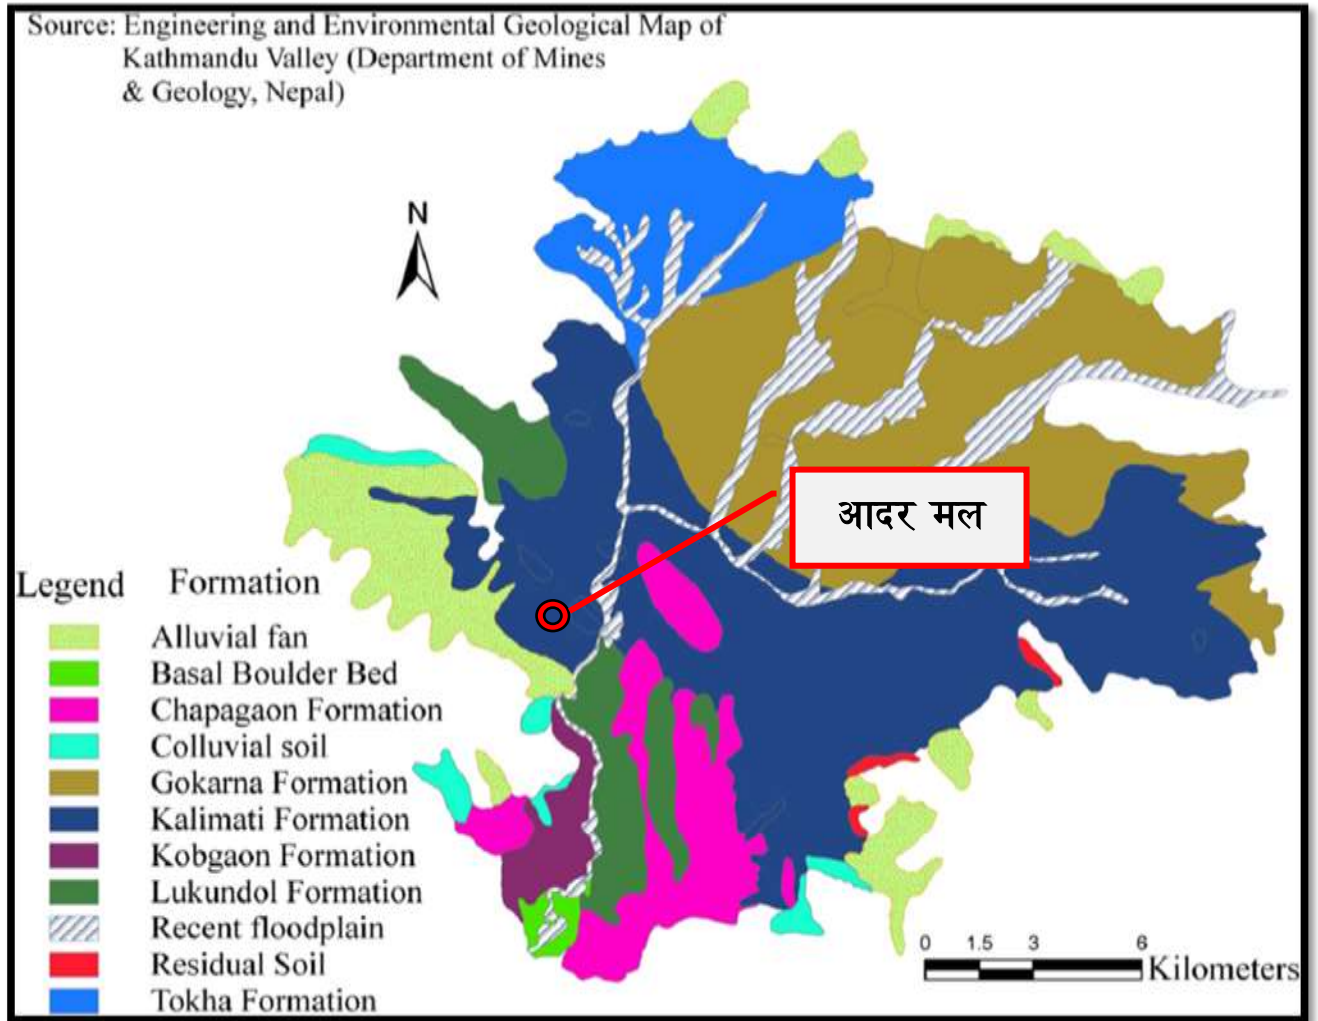 Source: Engineering and Environmental Geological Map of
Kathmandu Valley (Department of Mines
& Geology, Nepal)
N
आदर मल
Legend Formation
Alluvial fan
Basal Boulder Bed
Chapagaon Formation
Colluvial soil
Gokarna Formation
Kalimati Formation
Kobgaon Formation
Lukundol Formation
Recent floodplain
Residual Soil
Tokha Formation
0 1.5 3 6
Kilometers